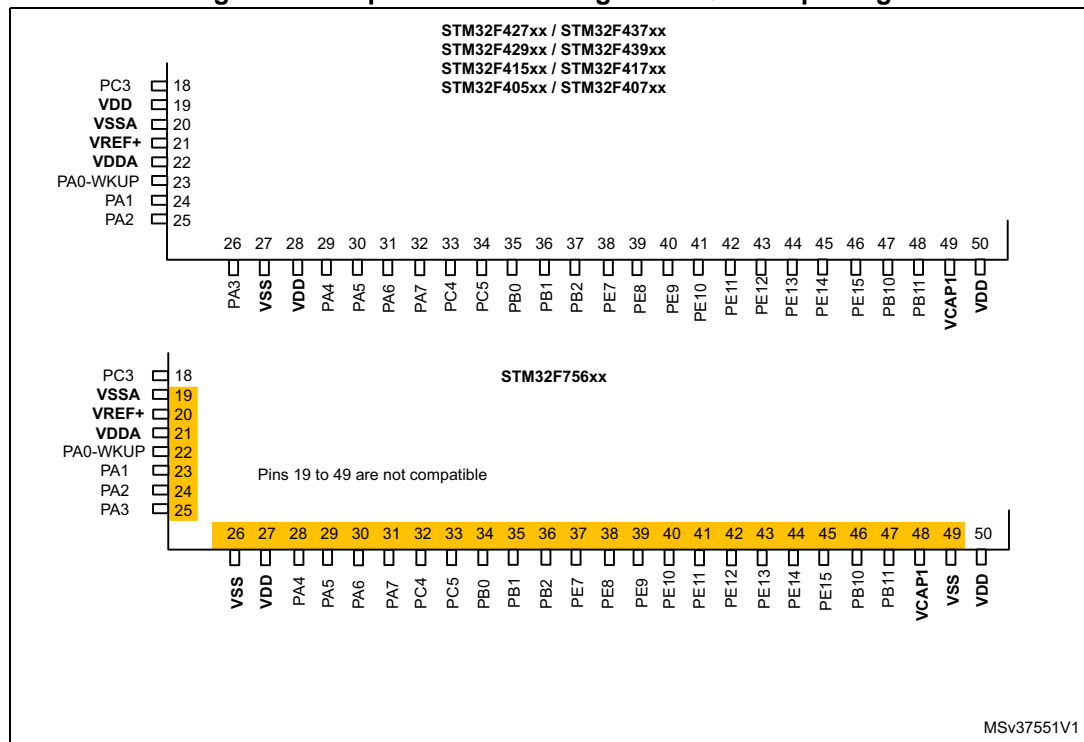 STM32F427xx / STM32F437xx
STM32F429xx / STM32F439xx
STM32F415xx / STM32F417xx
STM32F405xx / STM32F407xx
PC3 18
VDD 19
VSSA 20
VREF+ 21
VDDA 22
PA0-WKUP 23
PA1 24
PA2 25
26 27 28 29 30 31 32 33 34 35 36 37 38 39 40 41 42 43 44 45 46 47 48 49 50
PA3 VSS VDD PA4 PA5 PA6 PA7 PC4 PC5 PB0 PB1 PB2 PE7 PE8 PE9 PE10 PE11 PE12 PE13 PE14 PE15 PB10 PB11 VCAP1 VDD
STM32F756xx
PC3 18
VSSA 19
VREF+ 20
VDDA 21
PA0-WKUP 22
PA1 23
PA2 24
PA3 25
Pins 19 to 49 are not compatible
26 27 28 29 30 31 32 33 34 35 36 37 38 39 40 41 42 43 44 45 46 47 48 49 50
VSS VDD PA4 PA5 PA6 PA7 PC4 PC5 PB0 PB1 PB2 PE7 PE8 PE9 PE10 PE11 PE12 PE13 PE14 PE15 PB10 PB11 VCAP1 VSS VDD
MSv37551V1